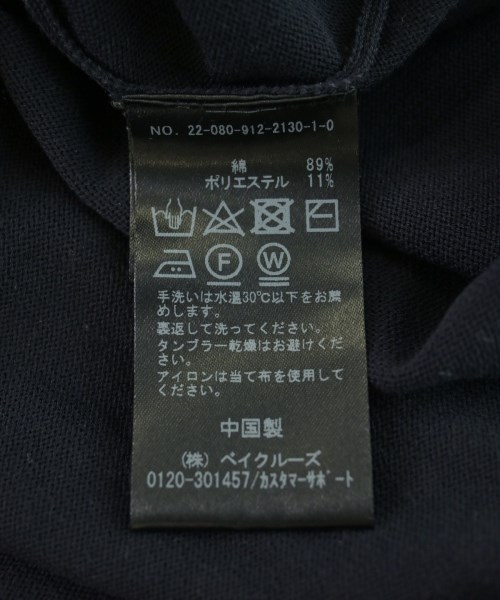 NO. 22-080-912-2130-1-0
綿 89%
ポリエステル 11%
F W
手洗いは水温30℃以下をお薦
めします。
裏返して洗ってください。
タンブラー乾燥はお避けくださ
い。
アイロンは当て布を使用して
ください。
中国製
(株) ベイクルーズ
0120-301457/カスタマーサポート